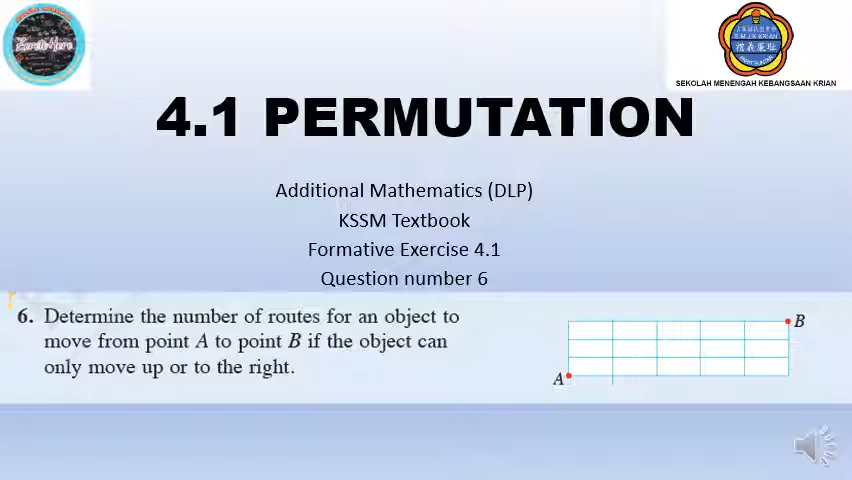 SEKOLAH MENENGAH KEBANGSAAN KRIAN
4.1 PERMUTATION
Additional Mathematics (DLP)
KSSM Textbook
Formative Exercise 4.1
Question number 6
6. Determine the number of routes for an object to
move from point A to point B if the object can
only move up or to the right.
B
A